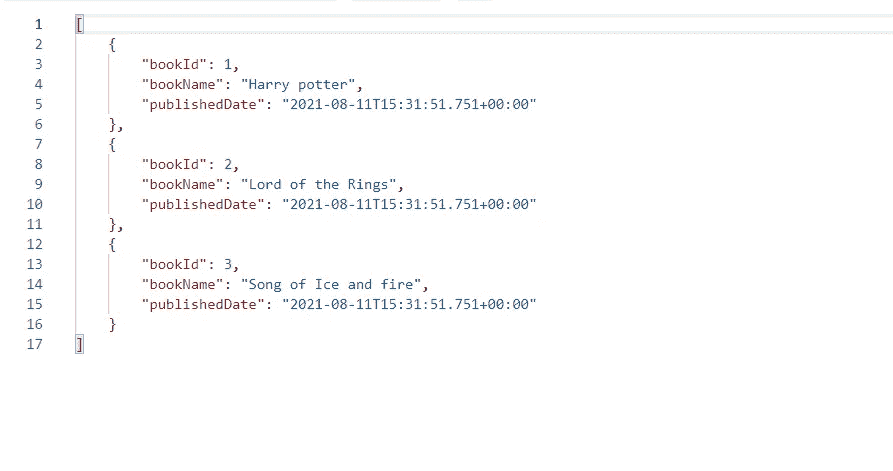 1 [
2 {
3 "bookId": 1,
4 "bookName": "Harry potter",
5 "publishedDate": "2021-08-11T15:31:51.751+00:00"
6 },
7 {
8 "bookId": 2,
9 "bookName": "Lord of the Rings",
10 "publishedDate": "2021-08-11T15:31:51.751+00:00"
11 },
12 {
13 "bookId": 3,
14 "bookName": "Song of Ice and fire",
15 "publishedDate": "2021-08-11T15:31:51.751+00:00"
16 }
17 ]